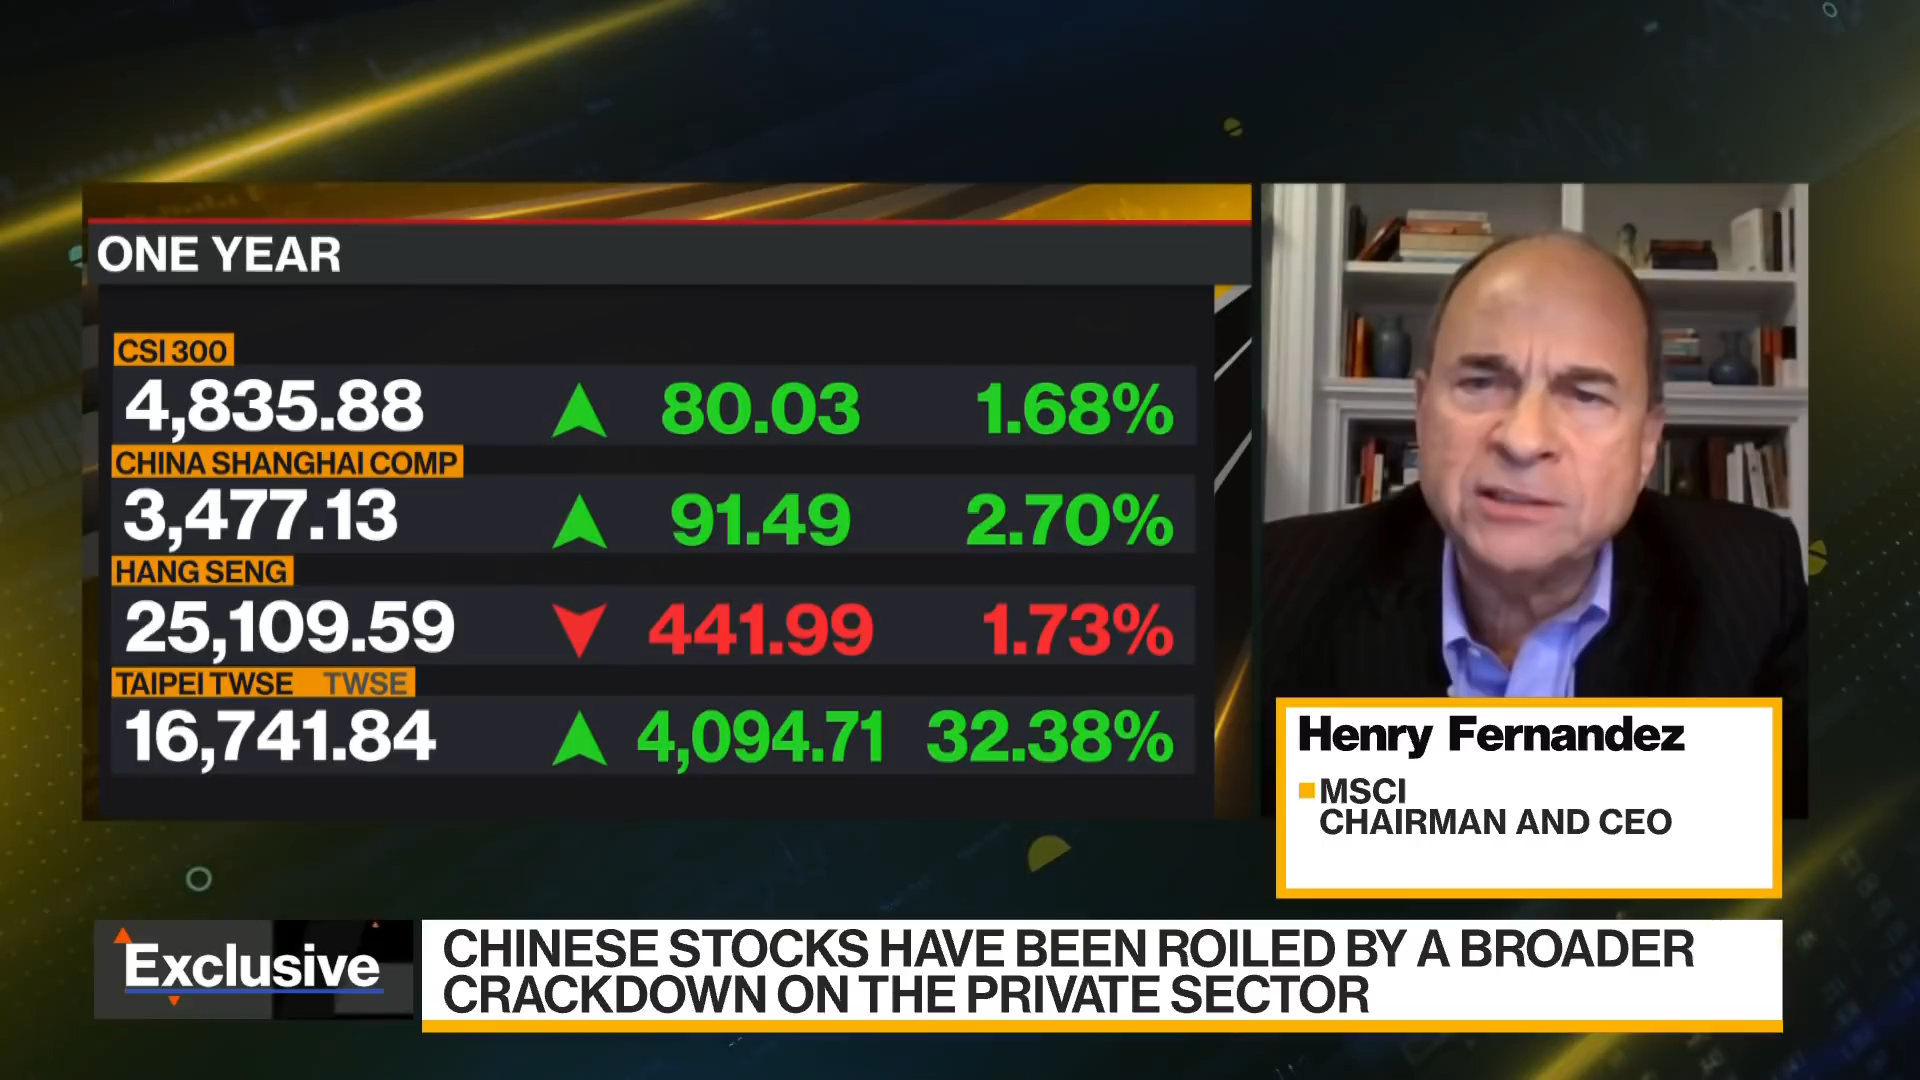 ONE YEAR
CSI 300
4,835.88 80.03 1.68%
CHINA SHANGHAI COMP
3,477.13 91.49 2.70%
HANG SENG
25,109.59 441.99 1.73%
TAIPEI TWSE TWSE
16,741.84 4,094.71 32.38%
Henry Fernandez
MSCI
CHAIRMAN AND CEO
Exclusive
CHINESE STOCKS HAVE BEEN ROILED BY A BROADER
CRACKDOWN ON THE PRIVATE SECTOR